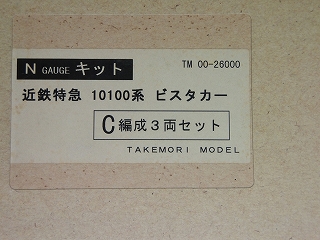 N GAUGE キット TM 00-26000
近鉄特急 10100系 ビスタカー
C編成3両セット
TAKEMORI MODEL